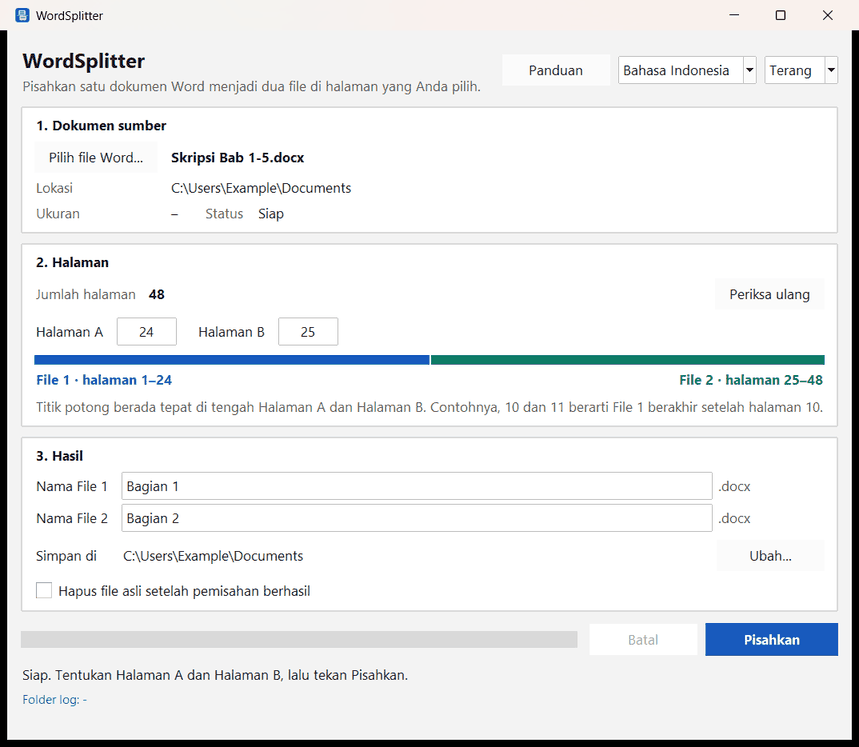 WordSplitter
WordSplitter
Pisahkan satu dokumen Word menjadi dua file di halaman yang Anda pilih.
Panduan
Bahasa Indonesia
Terang
1. Dokumen sumber
Pilih file Word...
Skripsi Bab 1-5.docx
Lokasi
C:\Users\Example\Documents
Ukuran
–
Status
Siap
2. Halaman
Jumlah halaman
48
Periksa ulang
Halaman A
24
Halaman B
25
File 1 · halaman 1–24
File 2 · halaman 25–48
Titik potong berada tepat di tengah Halaman A dan Halaman B. Contohnya, 10 dan 11 berarti File 1 berakhir setelah halaman 10.
3. Hasil
Nama File 1
Bagian 1
.docx
Nama File 2
Bagian 2
.docx
Simpan di
C:\Users\Example\Documents
Ubah...
Hapus file asli setelah pemisahan berhasil
Batal
Pisahkan
Siap. Tentukan Halaman A dan Halaman B, lalu tekan Pisahkan.
Folder log: -